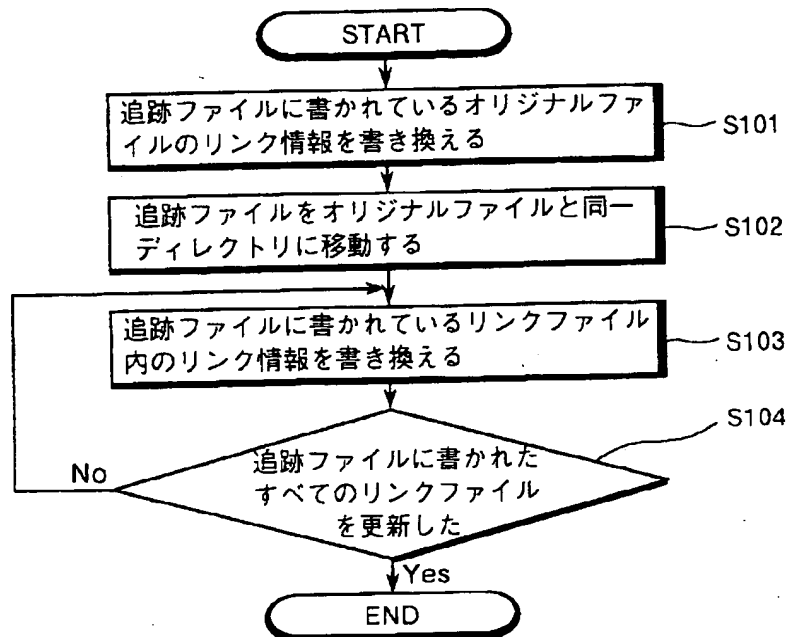 START
追跡ファイルに書かれているオリジナルファ
イルのリンク情報を書き換える
S101
追跡ファイルをオリジナルファイルと同一
ディレクトリに移動する
S102
追跡ファイルに書かれているリンクファイル
内のリンク情報を書き換える
S103
S104
追跡ファイルに書かれた
すべてのリンクファイル
を更新した
No
Yes
END